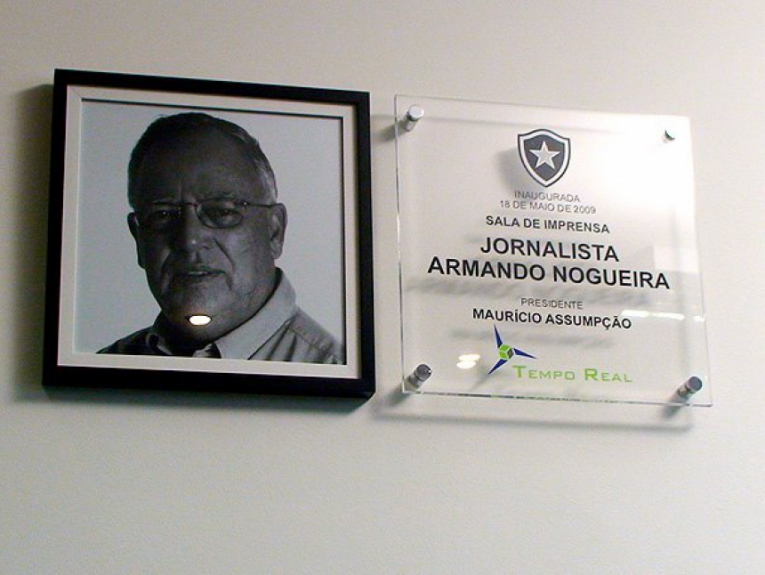 INAUGURADA
18 DE MAIO DE 2009
SALA DE IMPRENSA
JORNALISTA
ARMANDO NOGUEIRA
PRESIDENTE
MAURÍCIO ASSUMPÇÃO
TEMPO REAL